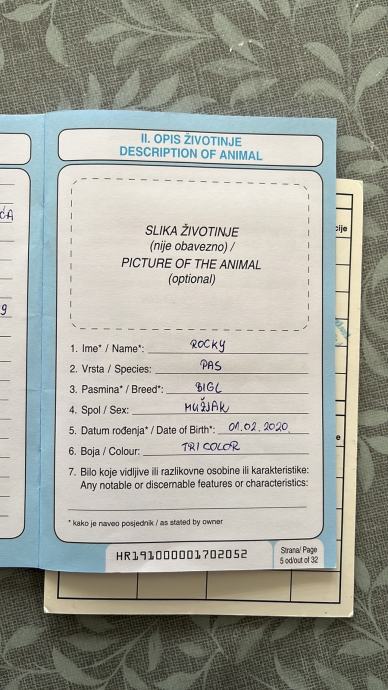 II. OPIS ŽIVOTINJE
DESCRIPTION OF ANIMAL
SLIKA ŽIVOTINJE
(nije obavezno) /
PICTURE OF THE ANIMAL
(optional)
1. Ime* / Name*: ROCKY
2. Vrsta / Species: PAS
3. Pasmina* / Breed*: BIGL
4. Spol / Sex: MUŽJAK
5. Datum rođenja* / Date of Birth*: 01.02.2020.
6. Boja / Colour: TRICOLOR
7. Bilo koje vidljive ili razlikovne osobine ili karakteristike:
Any notable or discernable features or characteristics:
* kako je naveo posjednik / as stated by owner
HR191000001702052
Strana/ Page
5 od/out of 32
cije